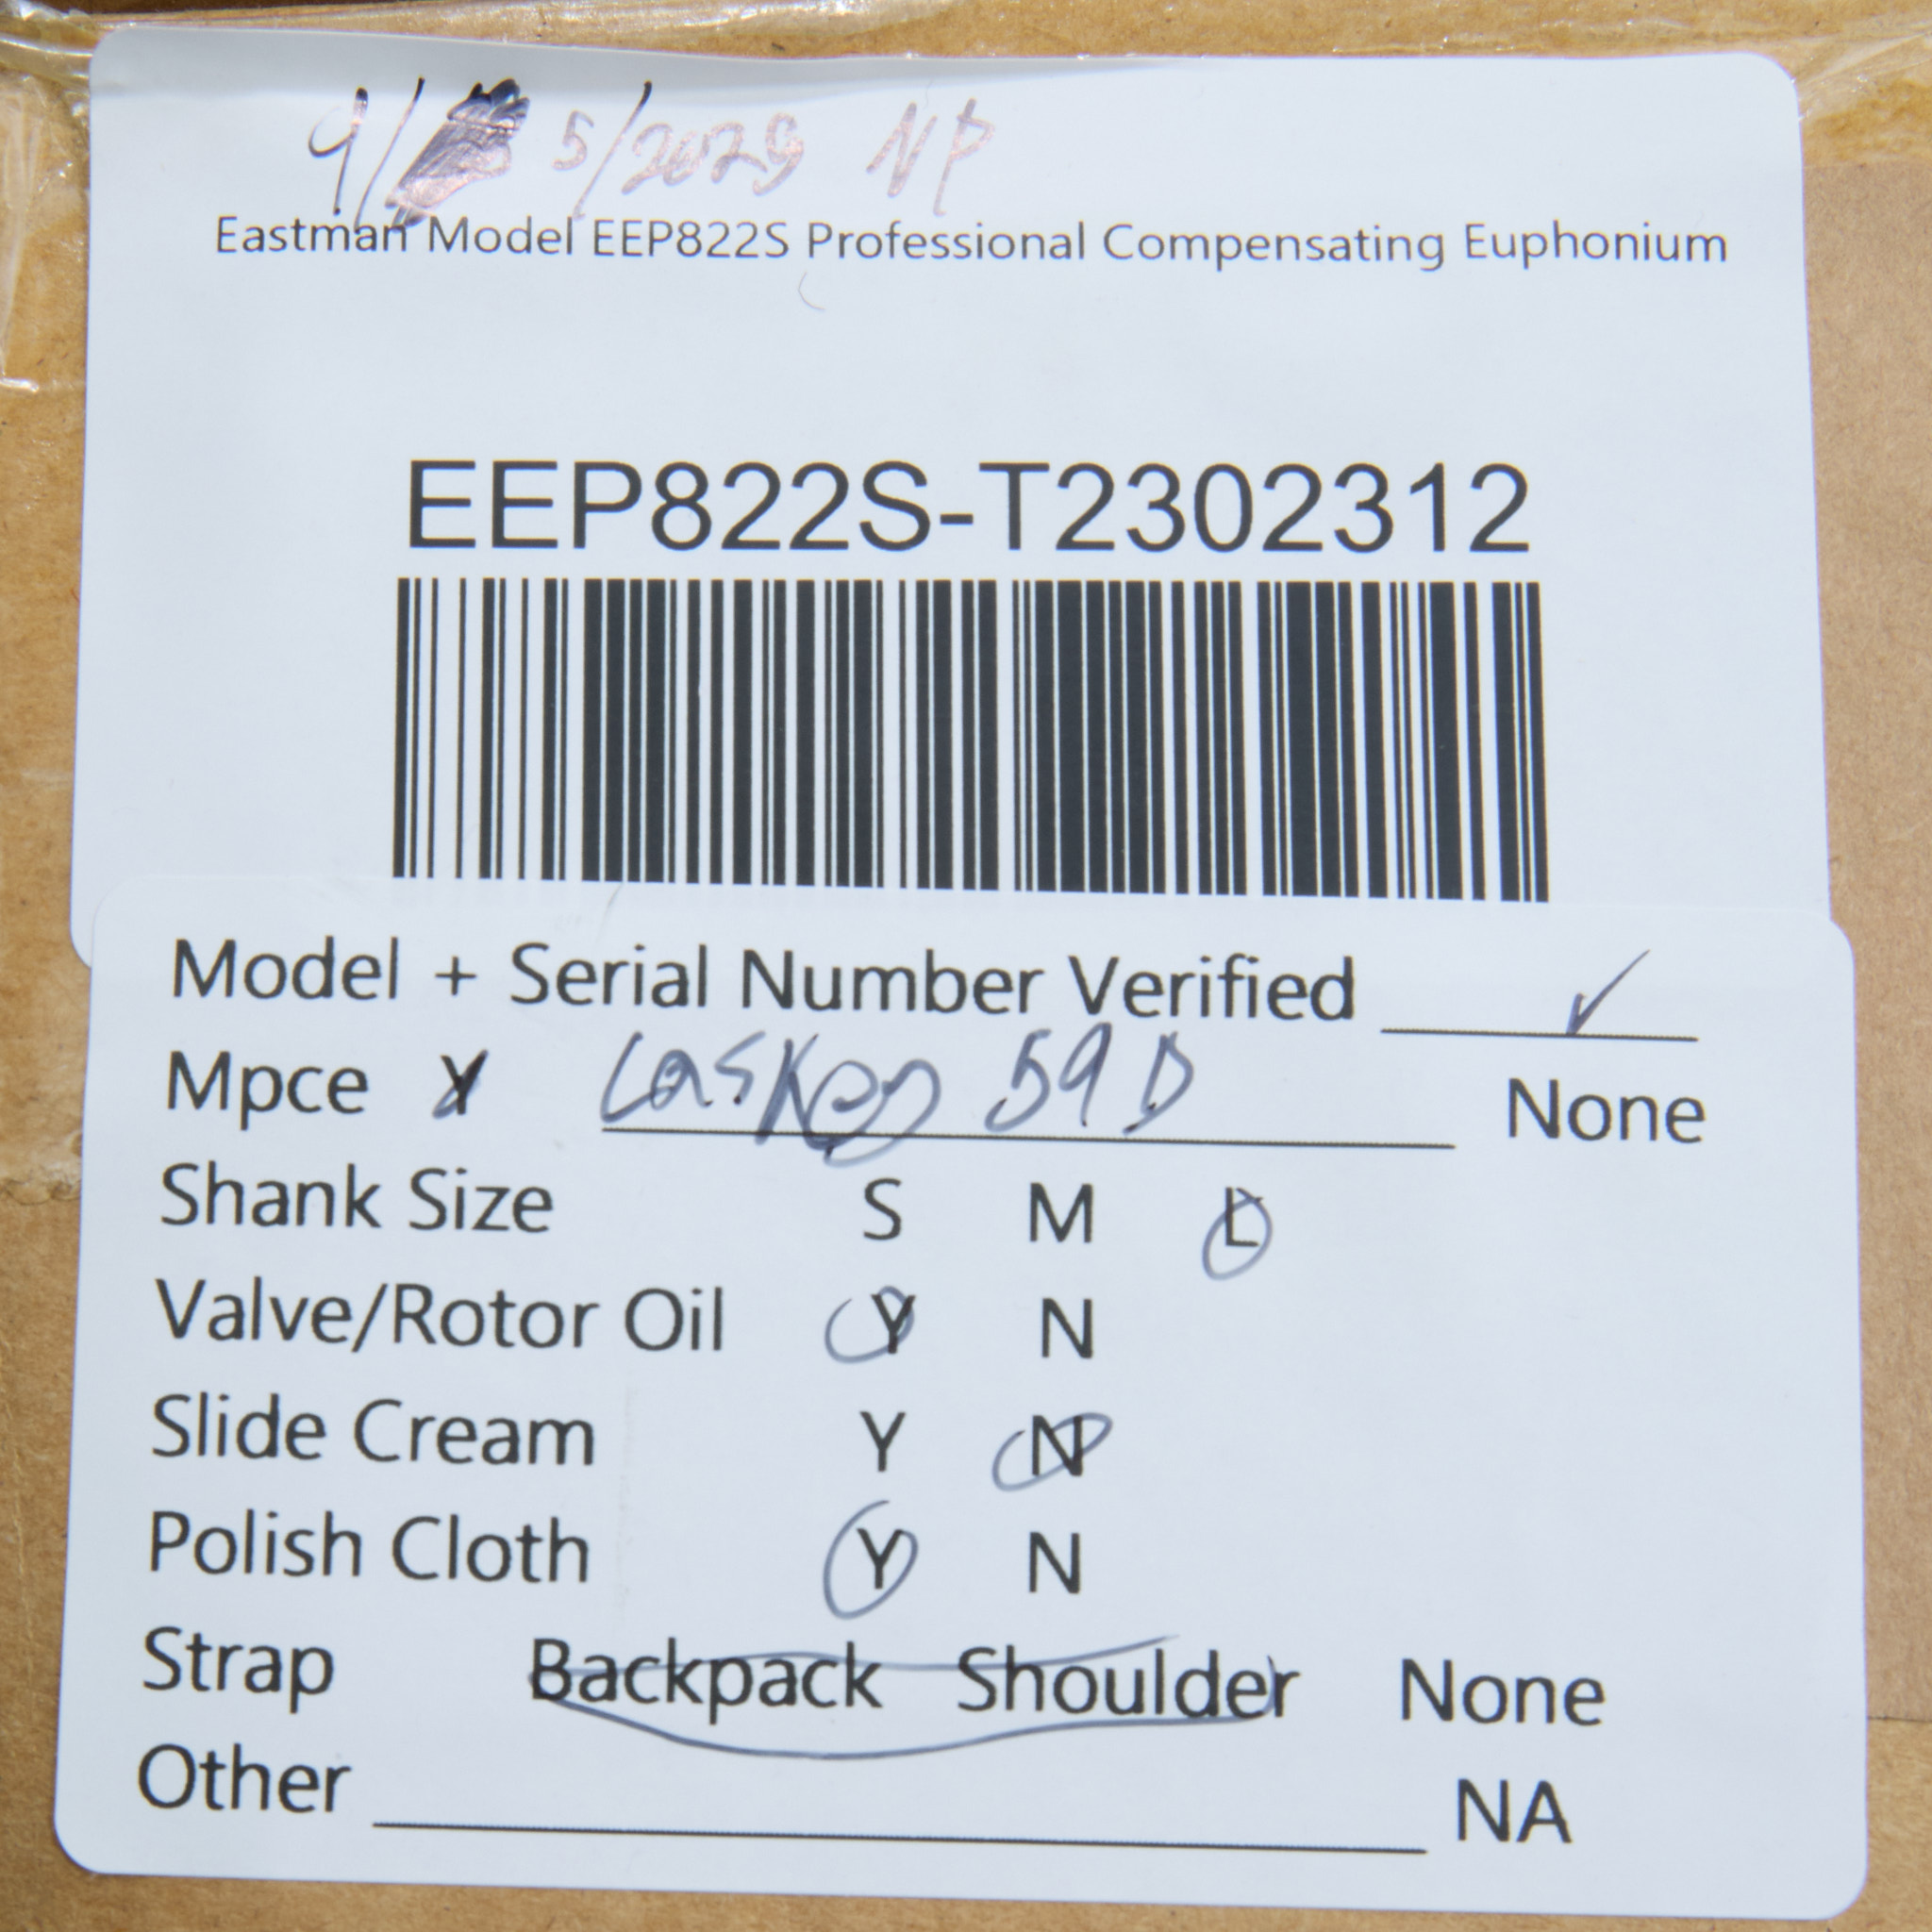 9/ 5/2023 NP
Eastman Model EEP822S Professional Compensating Euphonium
EEP822S-T2302312
Model + Serial Number Verified ✓
Mpce Y Laskey 59D None
Shank Size S M L
Valve/Rotor Oil Y N
Slide Cream Y N
Polish Cloth Y N
Strap Backpack Shoulder None
Other NA